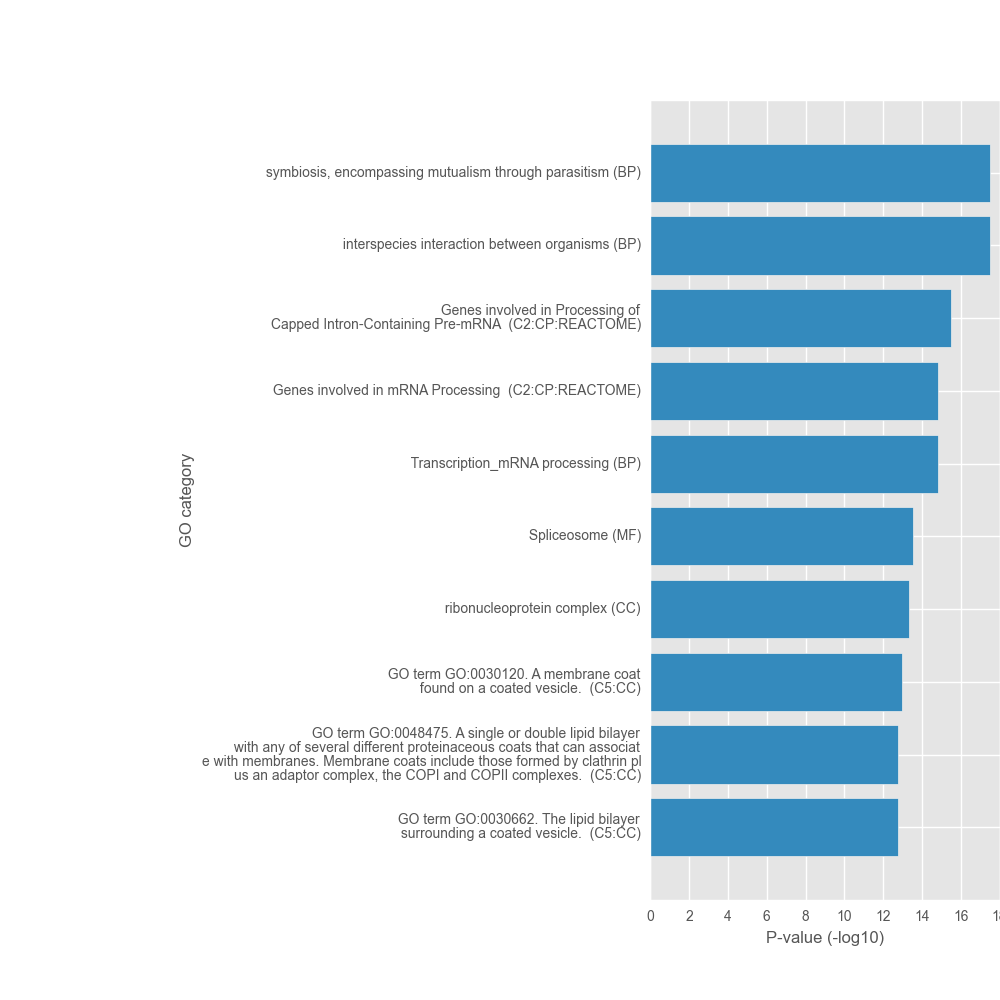 symbiosis, encompassing mutualism through parasitism (BP)
interspecies interaction between organisms (BP)
Genes involved in Processing of
Capped Intron-Containing Pre-mRNA  (C2:CP:REACTOME)
Genes involved in mRNA Processing  (C2:CP:REACTOME)
Transcription_mRNA processing (BP)
GO category
Spliceosome (MF)
ribonucleoprotein complex (CC)
GO term GO:0030120. A membrane coat
found on a coated vesicle.  (C5:CC)
GO term GO:0048475. A single or double lipid bilayer
with any of several different proteinaceous coats that can associat
e with membranes. Membrane coats include those formed by clathrin pl
us an adaptor complex, the COPI and COPII complexes.  (C5:CC)
GO term GO:0030662. The lipid bilayer
surrounding a coated vesicle.  (C5:CC)
0 2 4 6 8 10 12 14 16 18
P-value (-log10)